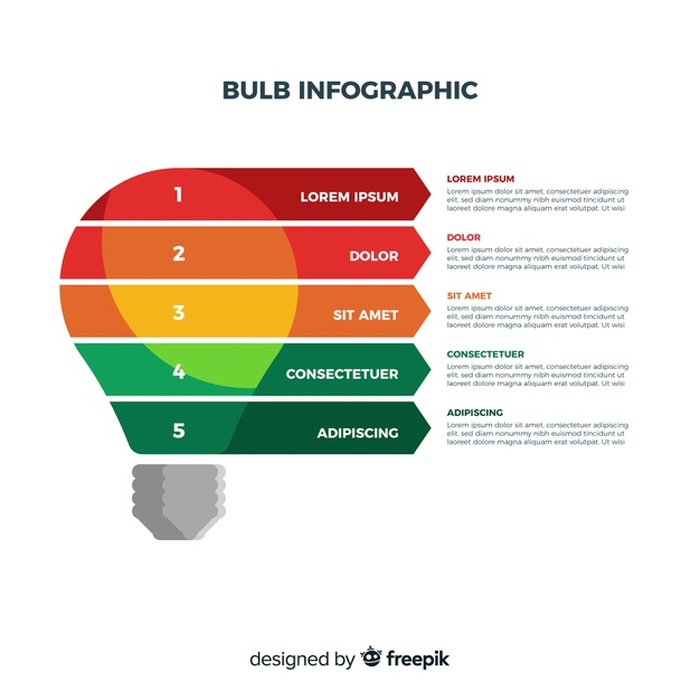 BULB INFOGRAPHIC
1
LOREM IPSUM
LOREM IPSUM
Lorem ipsum dolor sit amet, consectetuer adipiscing
elit, sed diam nonummy nibh euismod tincidunt ut
laoreet dolore magna aliquam erat volutpat. Ut wisi
2
DOLOR
DOLOR
Lorem ipsum dolor sit amet, consectetuer adipiscing
elit, sed diam nonummy nibh euismod tincidunt ut
laoreet dolore magna aliquam erat volutpat. Ut wisi
3
SIT AMET
SIT AMET
Lorem ipsum dolor sit amet, consectetuer adipiscing
elit, sed diam nonummy nibh euismod tincidunt ut
laoreet dolore magna aliquam erat volutpat. Ut wisi
4
CONSECTETUER
CONSECTETUER
Lorem ipsum dolor sit amet, consectetuer adipiscing
elit, sed diam nonummy nibh euismod tincidunt ut
laoreet dolore magna aliquam erat volutpat. Ut wisi
5
ADIPISCING
ADIPISCING
Lorem ipsum dolor sit amet, consectetuer adipiscing
elit, sed diam nonummy nibh euismod tincidunt ut
laoreet dolore magna aliquam erat volutpat. Ut wisi
designed by freepik